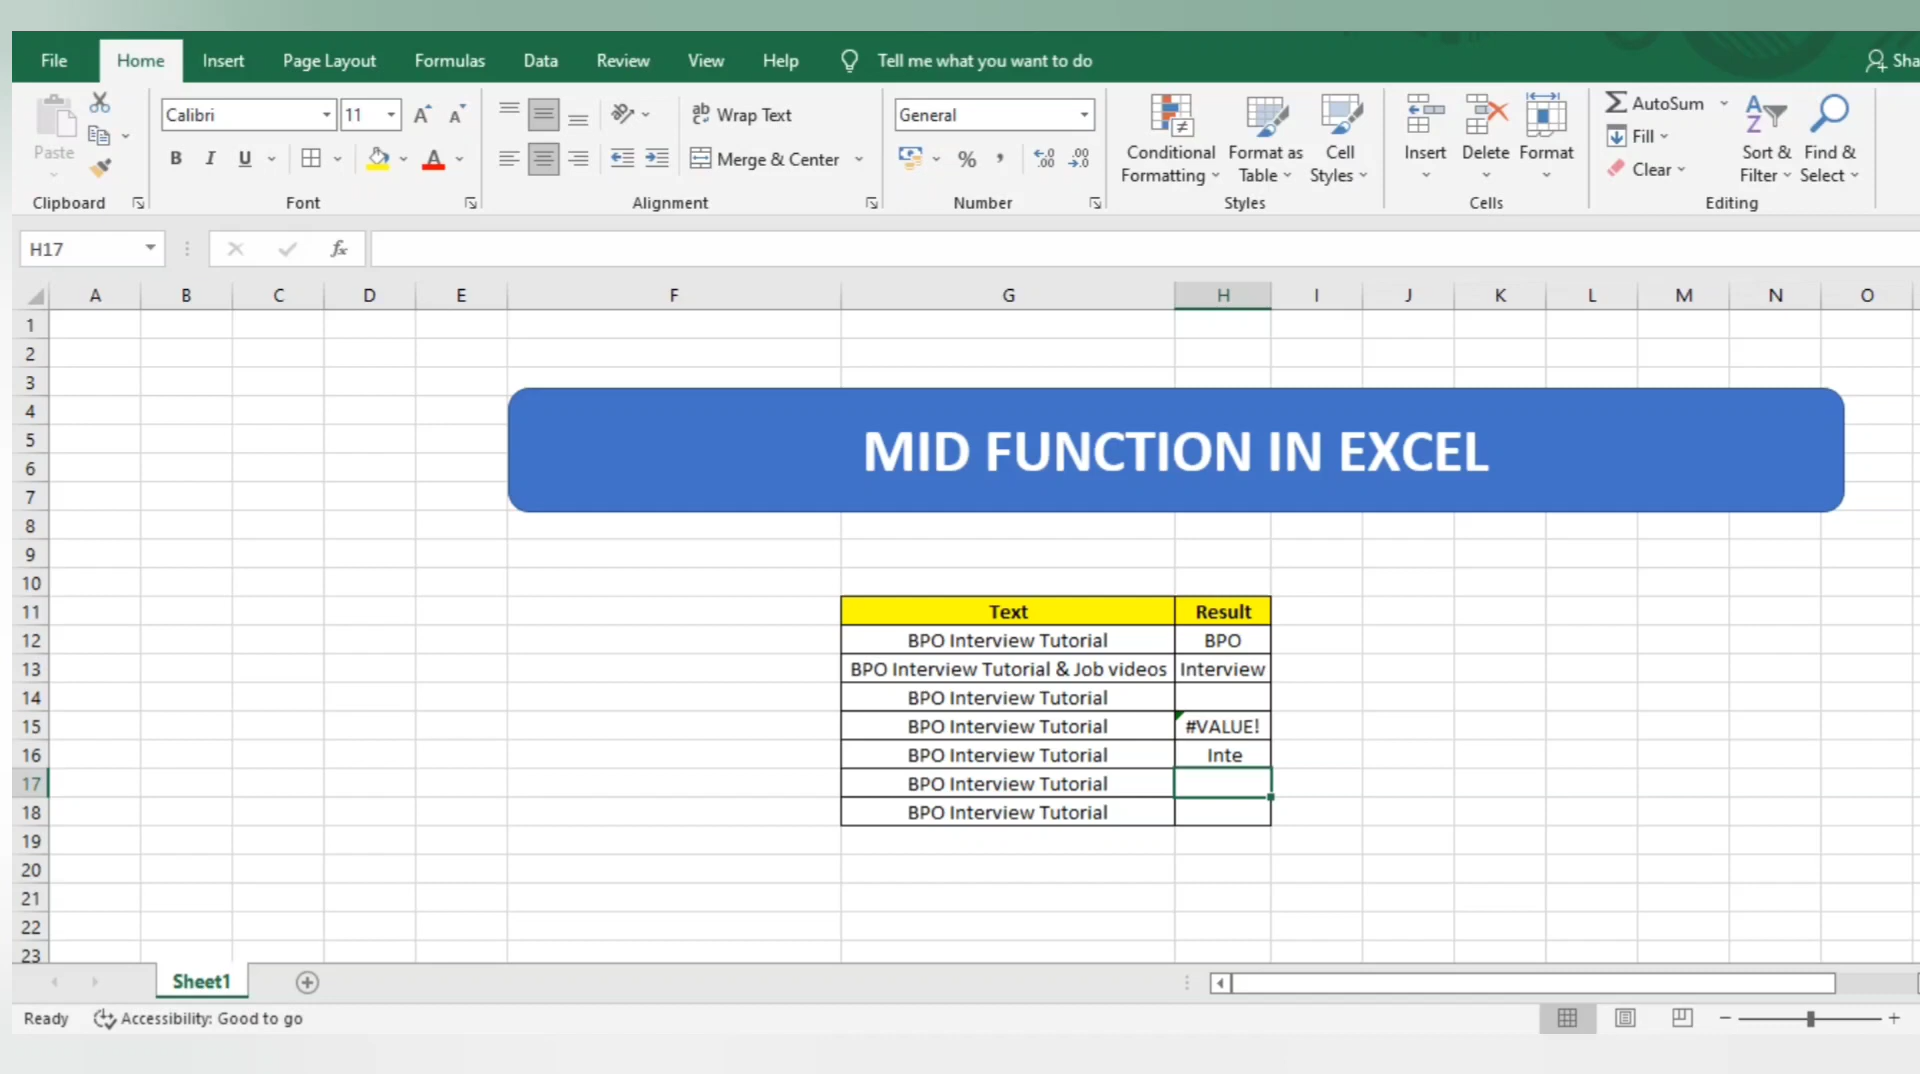 File Home Insert Page Layout Formulas Data Review View Help Tell me what you want to do
Calibri 11 Wrap Text General AutoSum
Paste B I U A Merge & Center % Conditional Formatting Format as Table Cell Styles Insert Delete Format Fill Clear Sort & Filter Find & Select
Clipboard Font Alignment Number Styles Cells Editing
H17 fx
A B C D E F G H I J K L M N O
1
2
3
4
5
MID FUNCTION IN EXCEL
6
7
8
9
10
11 Text Result
12 BPO Interview Tutorial BPO
13 BPO Interview Tutorial & Job videos Interview
14 BPO Interview Tutorial
15 BPO Interview Tutorial #VALUE!
16 BPO Interview Tutorial Inte
17 BPO Interview Tutorial
18 BPO Interview Tutorial
19
20
21
22
23
Sheet1
Ready Accessibility: Good to go